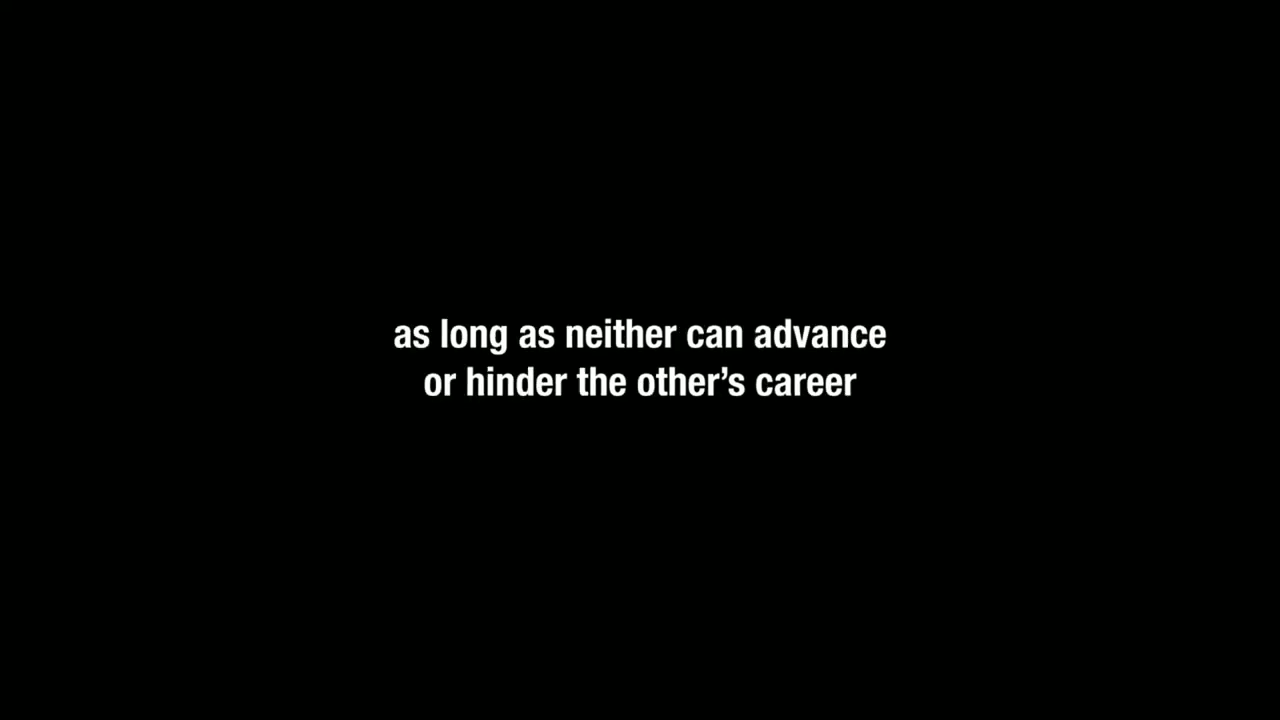 as long as neither can advance
or hinder the other’s career